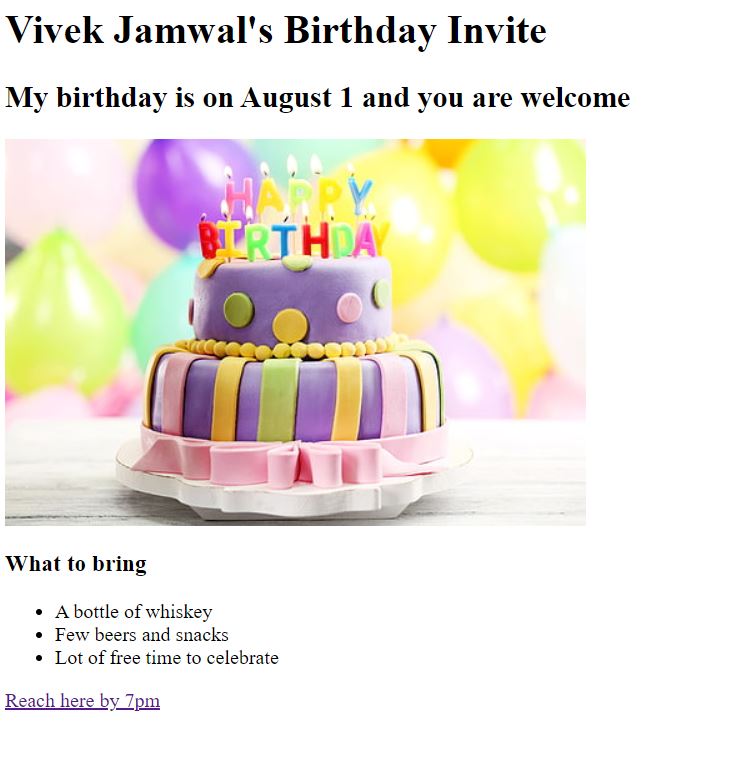 Vivek Jamwal's Birthday Invite
My birthday is on August 1 and you are welcome
HAPPY
BIRTHDAY
What to bring
A bottle of whiskey
Few beers and snacks
Lot of free time to celebrate
Reach here by 7pm